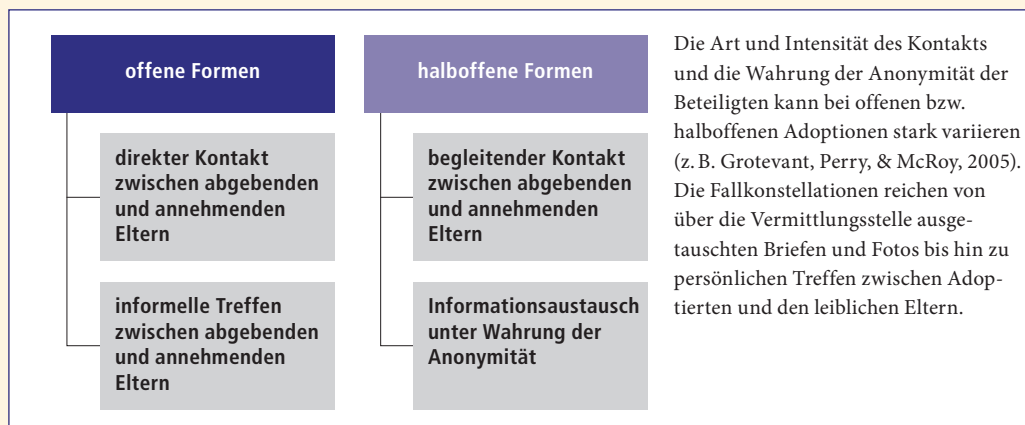 offene Formen
direkter Kontakt
zwischen abgebenden
und annehmenden
Eltern
informelle Treffen
zwischen abgebenden
und annehmenden
Eltern
halboffene Formen
begleitender Kontakt
zwischen abgebenden
und annehmenden
Eltern
Informationsaustausch
unter Wahrung der
Anonymität
Die Art und Intensität des Kontakts
und die Wahrung der Anonymität der
Beteiligten kann bei offenen bzw.
halboffenen Adoptionen stark variieren
(z. B. Grotevant, Perry, & McRoy, 2005).
Die Fallkonstellationen reichen von
über die Vermittlungsstelle ausge-
tauschten Briefen und Fotos bis hin zu
persönlichen Treffen zwischen Adop-
tierten und den leiblichen Eltern.